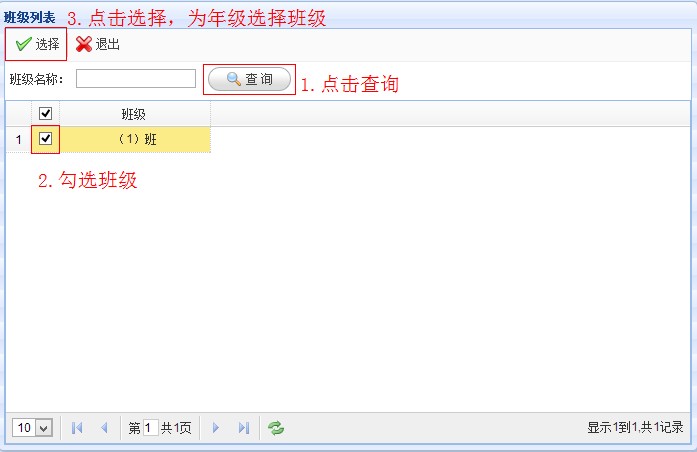 班级列表 3.点击选择，为年级选择班级
选择 退出
班级名称： 查询 1.点击查询
班级
1 （1）班
2.勾选班级
10 第1共1页 显示1到1,共1记录